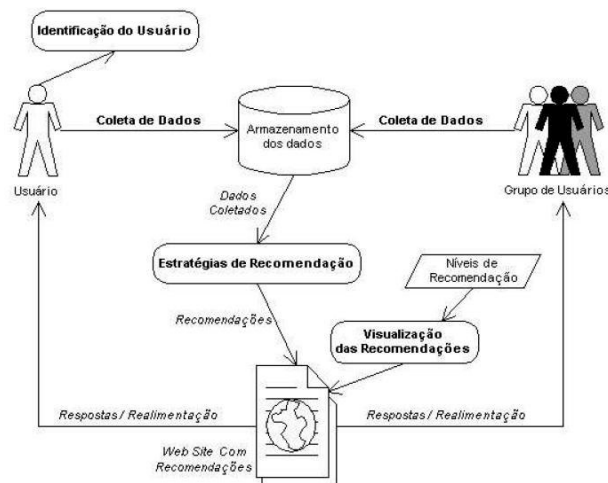 Identificação do Usuário
Coleta de Dados
Coleta de Dados
Armazenamento
dos dados
Usuário
Grupo de Usuários
Dados
Coletados
Estratégias de Recomendação
Níveis de
Recomendação
Recomendações
Visualização
das Recomendações
Respostas / Realimentação
Respostas / Realimentação
Web Site Com
Recomendações